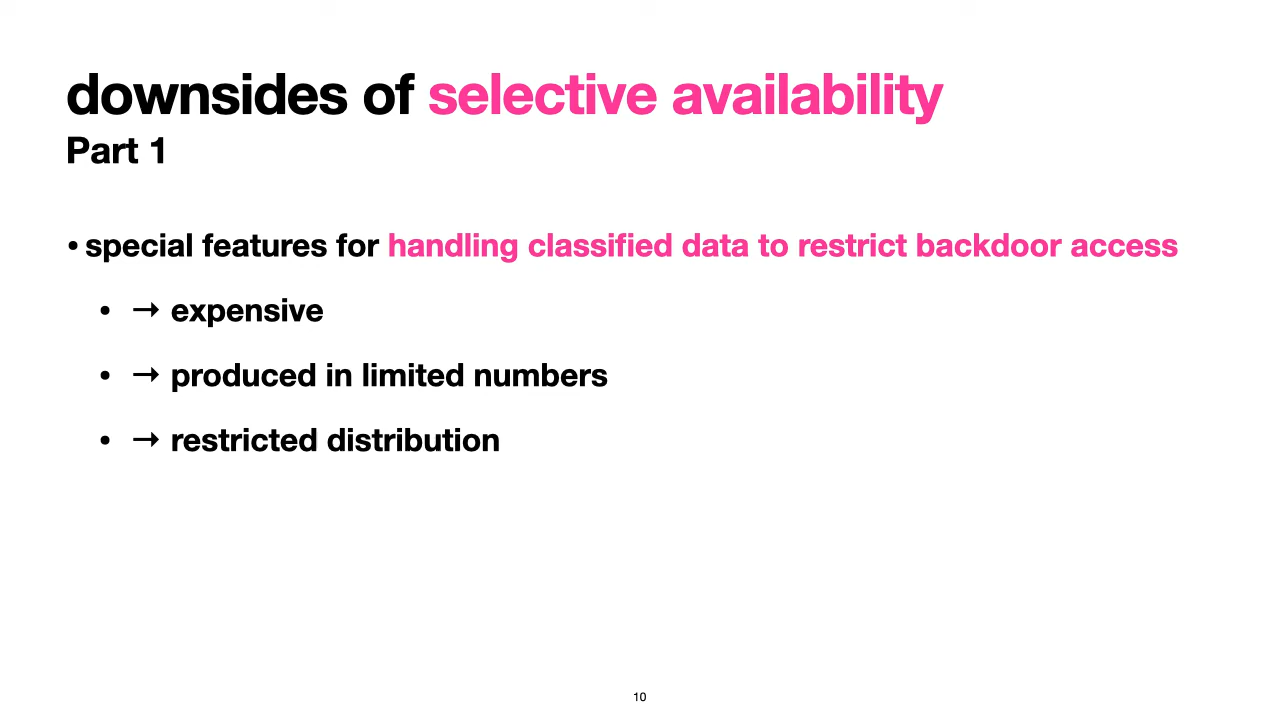 downsides of selective availability
Part 1
• special features for handling classified data to restrict backdoor access
• → expensive
• → produced in limited numbers
• → restricted distribution
10